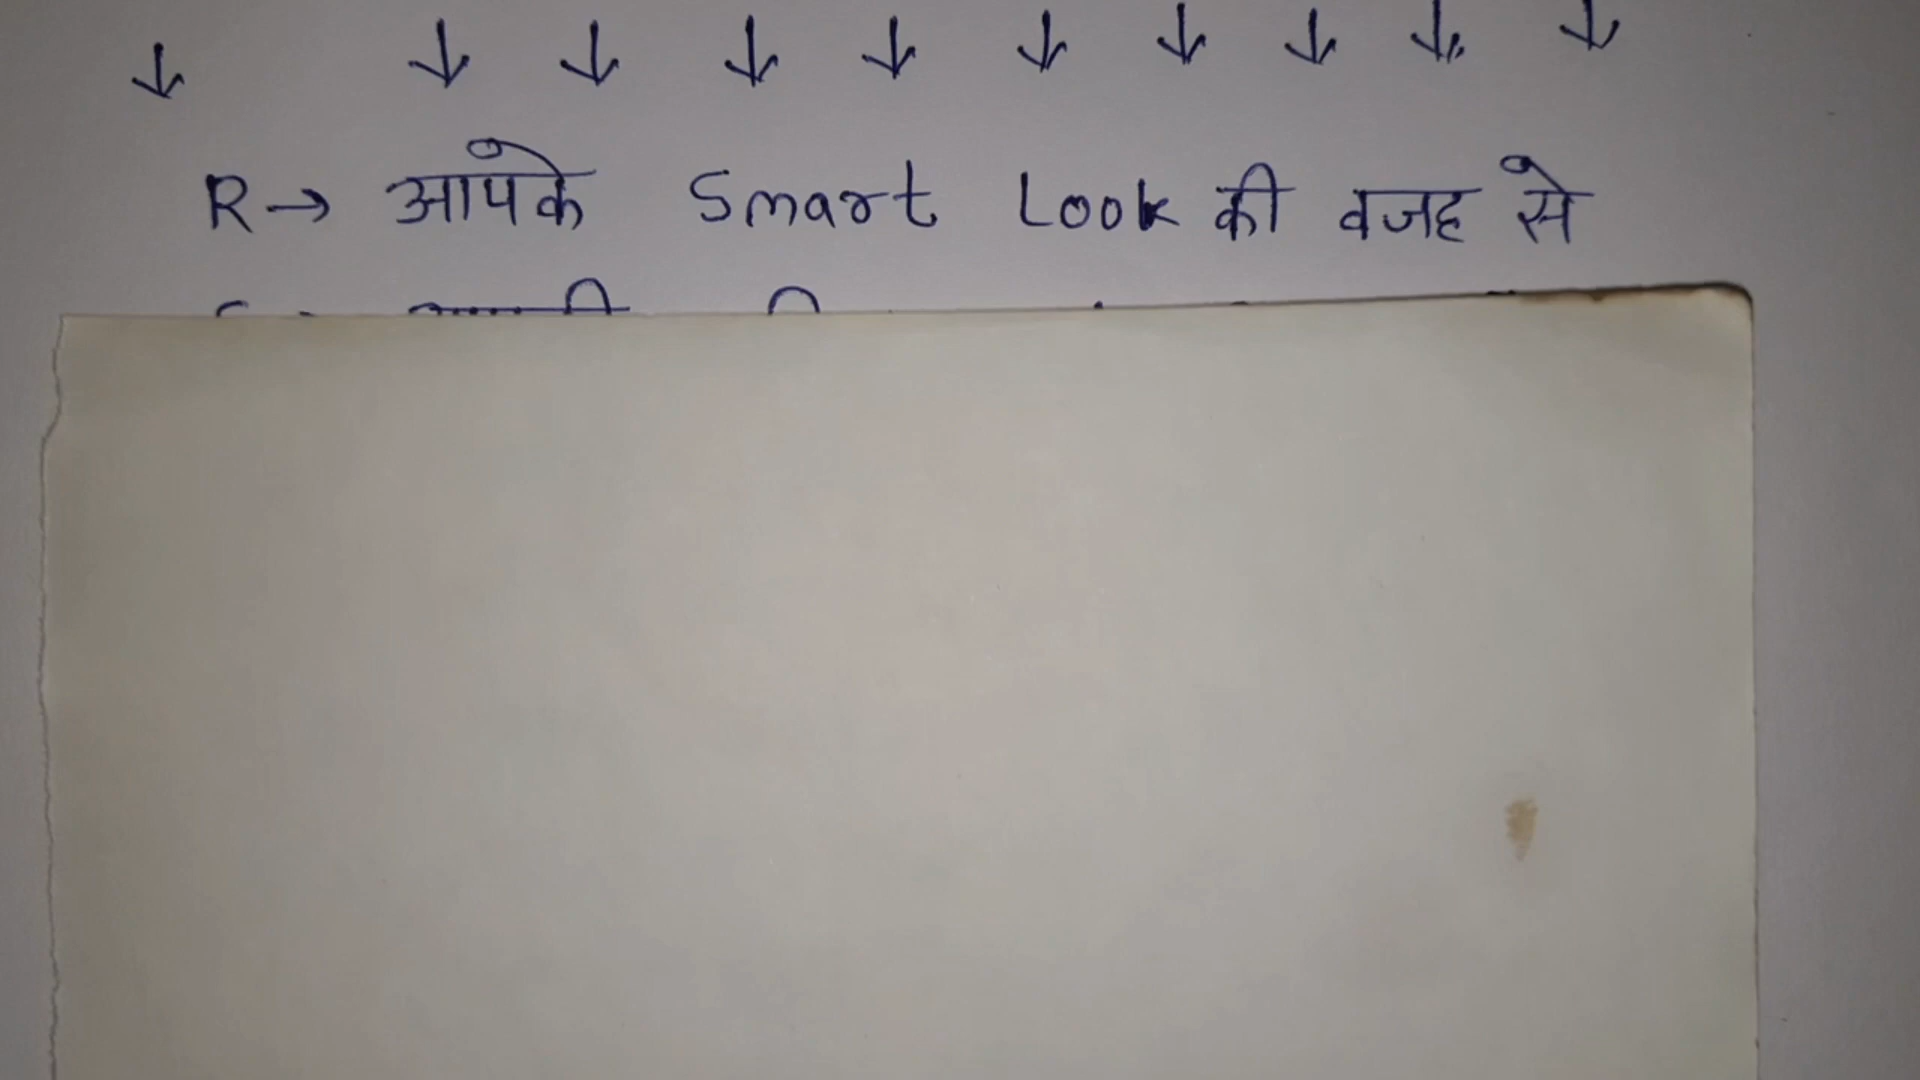 ↓ ↓ ↓ ↓ ↓ ↓ ↓ ↓ ↓ ↓
R → आपके Smart Look की वजह से